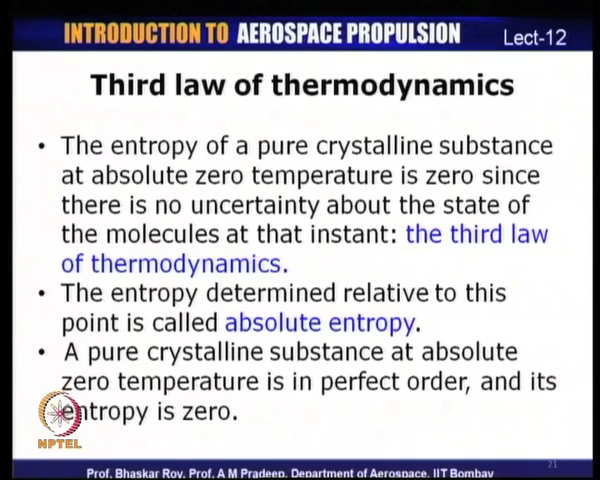 INTRODUCTION TO AEROSPACE PROPULSION Lect-12
Third law of thermodynamics
• The entropy of a pure crystalline substance
at absolute zero temperature is zero since
there is no uncertainty about the state of
the molecules at that instant: the third law
of thermodynamics.
• The entropy determined relative to this
point is called absolute entropy.
• A pure crystalline substance at absolute
zero temperature is in perfect order, and its
entropy is zero.
NPTEL
21
Prof. Bhaskar Roy, Prof. A M Pradeep, Department of Aerospace, IIT Bombay